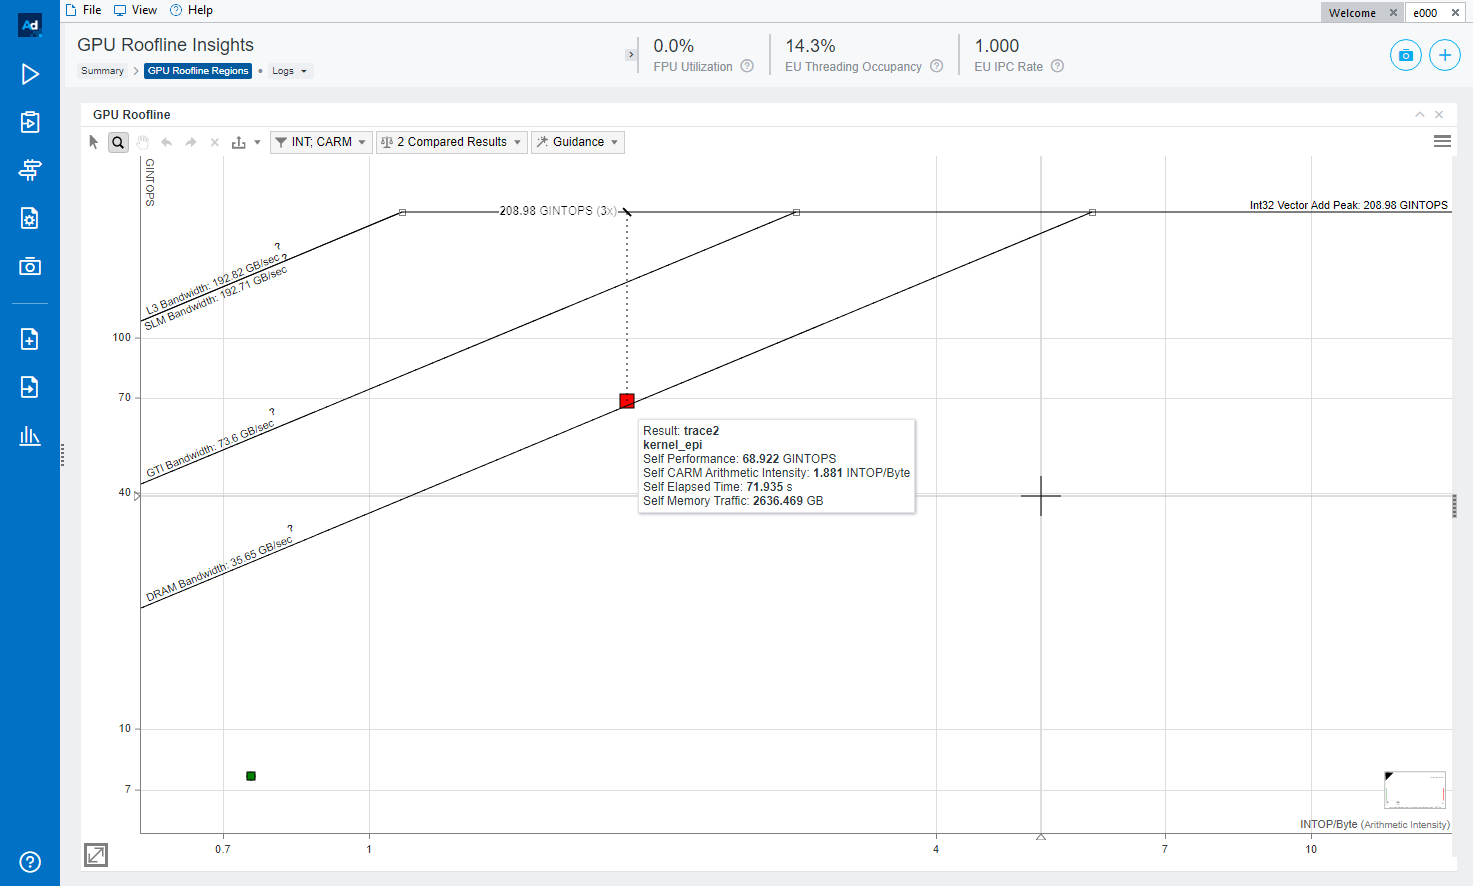 Ad
File View Help
Welcome e000
GPU Roofline Insights
Summary GPU Roofline Regions Logs
0.0%
FPU Utilization ?
14.3%
EU Threading Occupancy ?
1.000
EU IPC Rate ?
GPU Roofline
INT; CARM 2 Compared Results Guidance
GINTOPS
208.98 GINTOPS (3x)
Int32 Vector Add Peak: 208.98 GINTOPS
L3 Bandwidth: 192.82 GB/sec ?
SLM Bandwidth: 192.71 GB/sec ?
100
70
GTI Bandwidth: 73.6 GB/sec ?
Result: trace2
kernel_epi
Self Performance: 68.922 GINTOPS
Self CARM Arithmetic Intensity: 1.881 INTOP/Byte
Self Elapsed Time: 71.935 s
Self Memory Traffic: 2636.469 GB
40
DRAM Bandwidth: 35.65 GB/sec ?
10
7
INTOP/Byte (Arithmetic Intensity)
0.7 1 4 7 10
?